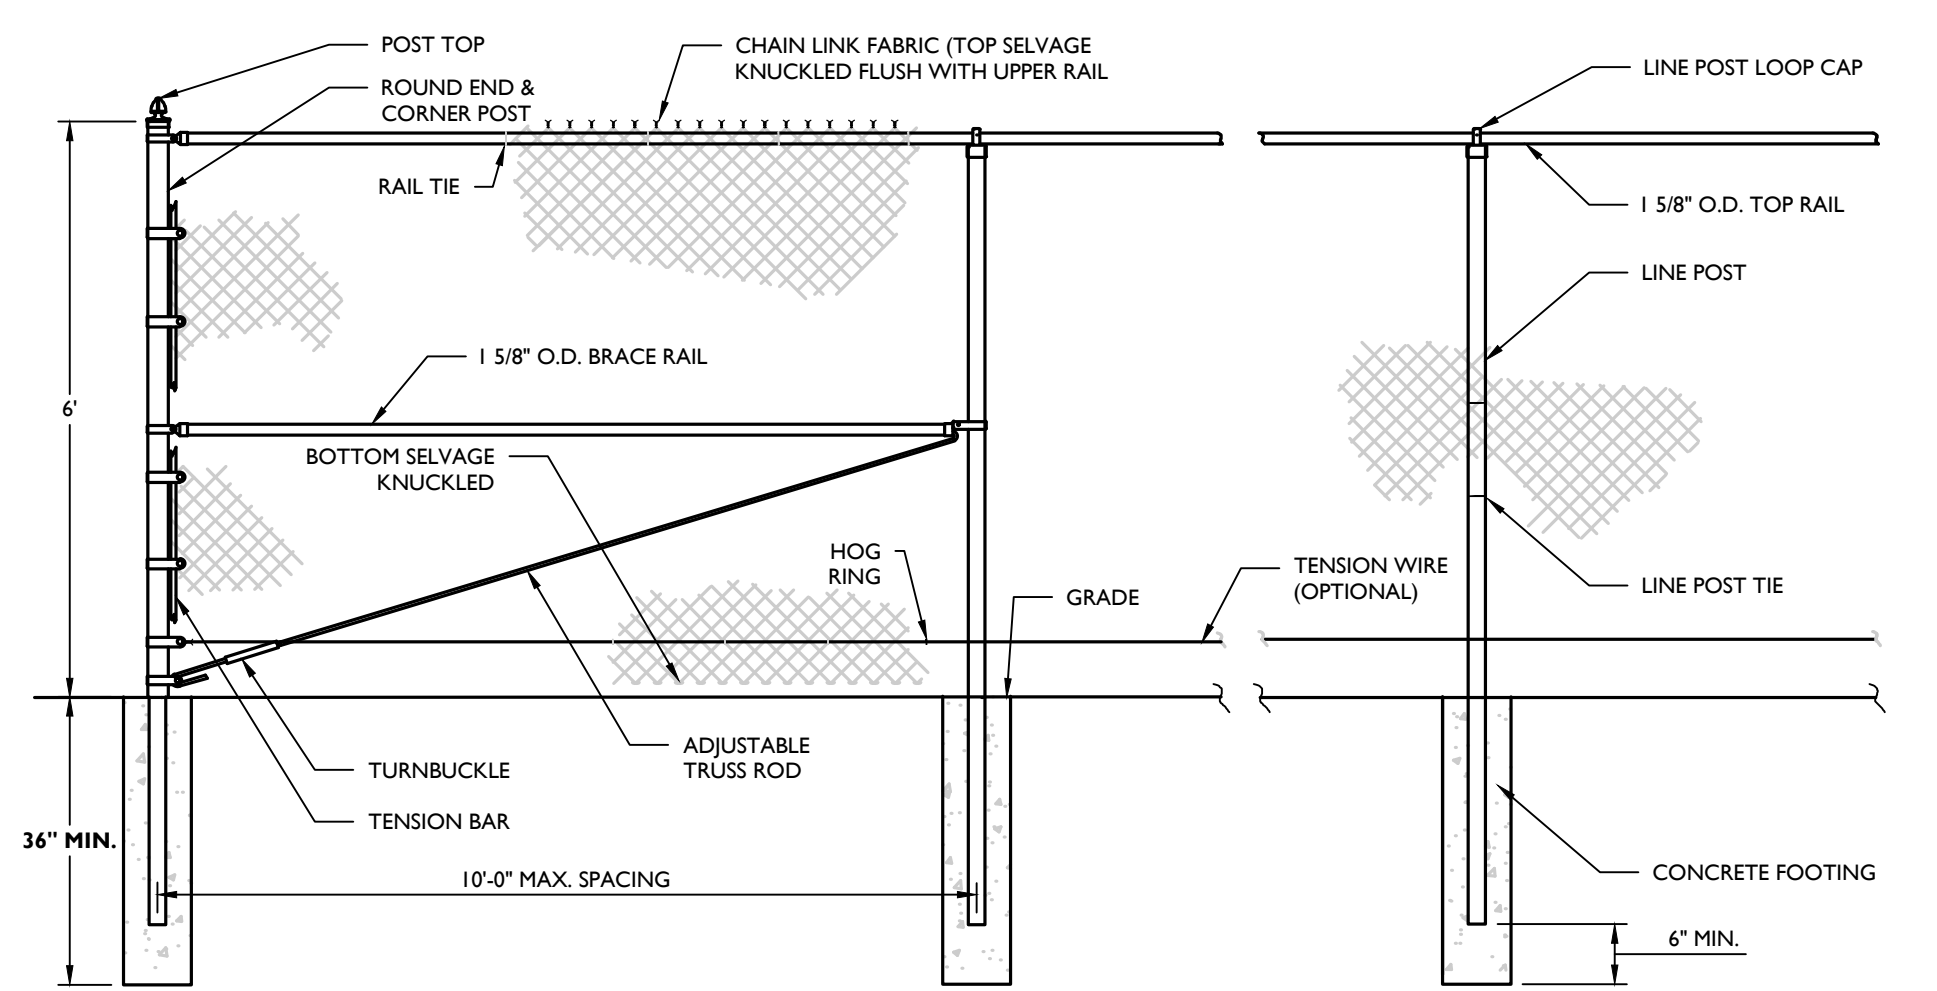 POST TOP
ROUND END &
CORNER POST
CHAIN LINK FABRIC (TOP SELVAGE
KNUCKLED FLUSH WITH UPPER RAIL
LINE POST LOOP CAP
RAIL TIE
1 5/8" O.D. TOP RAIL
LINE POST
1 5/8" O.D. BRACE RAIL
6'
BOTTOM SELVAGE
KNUCKLED
HOG
RING
TENSION WIRE
(OPTIONAL)
GRADE
LINE POST TIE
ADJUSTABLE
TRUSS ROD
TURNBUCKLE
TENSION BAR
36" MIN.
10'-0" MAX. SPACING
CONCRETE FOOTING
6" MIN.